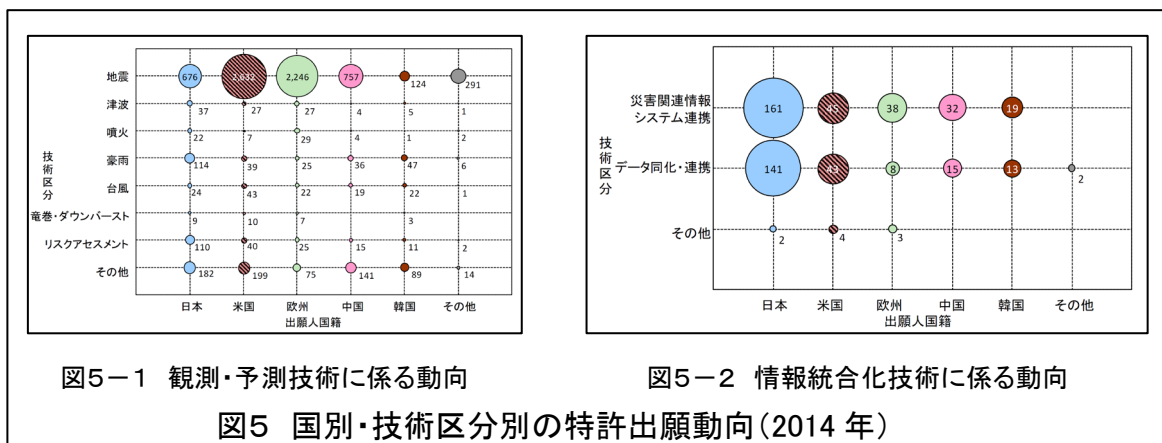 技術区分
地震 676 2,246 757 124 291
津波 37 27 27 4 5 1
噴火 22 7 29 4 1 2
豪雨 114 39 25 36 47 6
台風 24 43 22 19 22 1
竜巻・ダウンバースト 9 10 7 3
リスクアセスメント 110 40 25 15 11 2
その他 182 199 75 141 89 14
日本 米国 欧州 中国 韓国 その他
出願人国籍
図5-1 観測・予測技術に係る動向
技術区分
災害関連情報
システム連携 161 45 38 32 19
データ同化・連携 141 43 8 15 13 2
その他 2 4 3
日本 米国 欧州 中国 韓国 その他
出願人国籍
図5-2 情報統合化技術に係る動向
図5 国別・技術区分別の特許出願動向(2014 年)